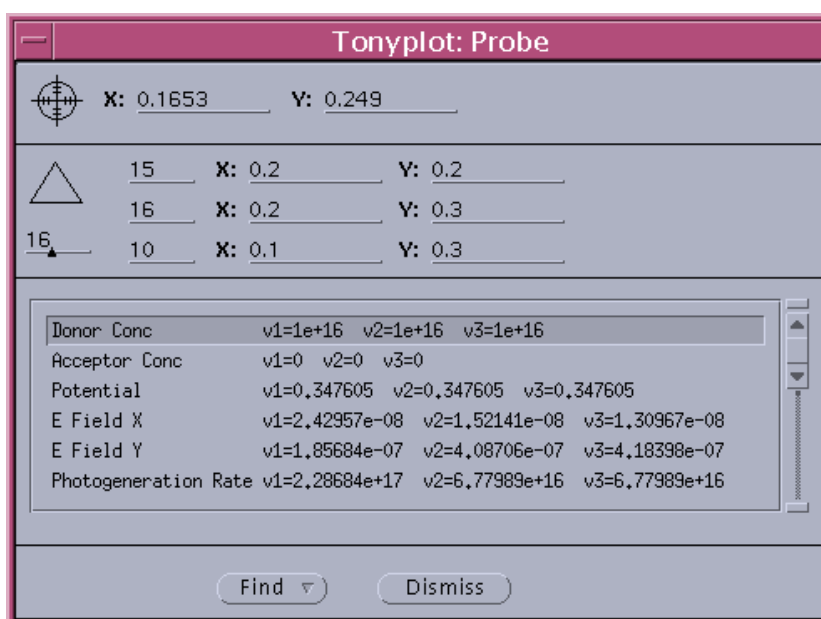 Tonyplot: Probe
X: 0.1653 Y: 0.249
15 X: 0.2 Y: 0.2
16 X: 0.2 Y: 0.3
16 10 X: 0.1 Y: 0.3
Donor Conc v1=1e+16 v2=1e+16 v3=1e+16
Acceptor Conc v1=0 v2=0 v3=0
Potential v1=0.347605 v2=0.347605 v3=0.347605
E Field X v1=2.42957e-08 v2=1.52141e-08 v3=1.30967e-08
E Field Y v1=1.85684e-07 v2=4.08706e-07 v3=4.18398e-07
Photogeneration Rate v1=2.28684e+17 v2=6.77989e+16 v3=6.77989e+16
Find Dismiss